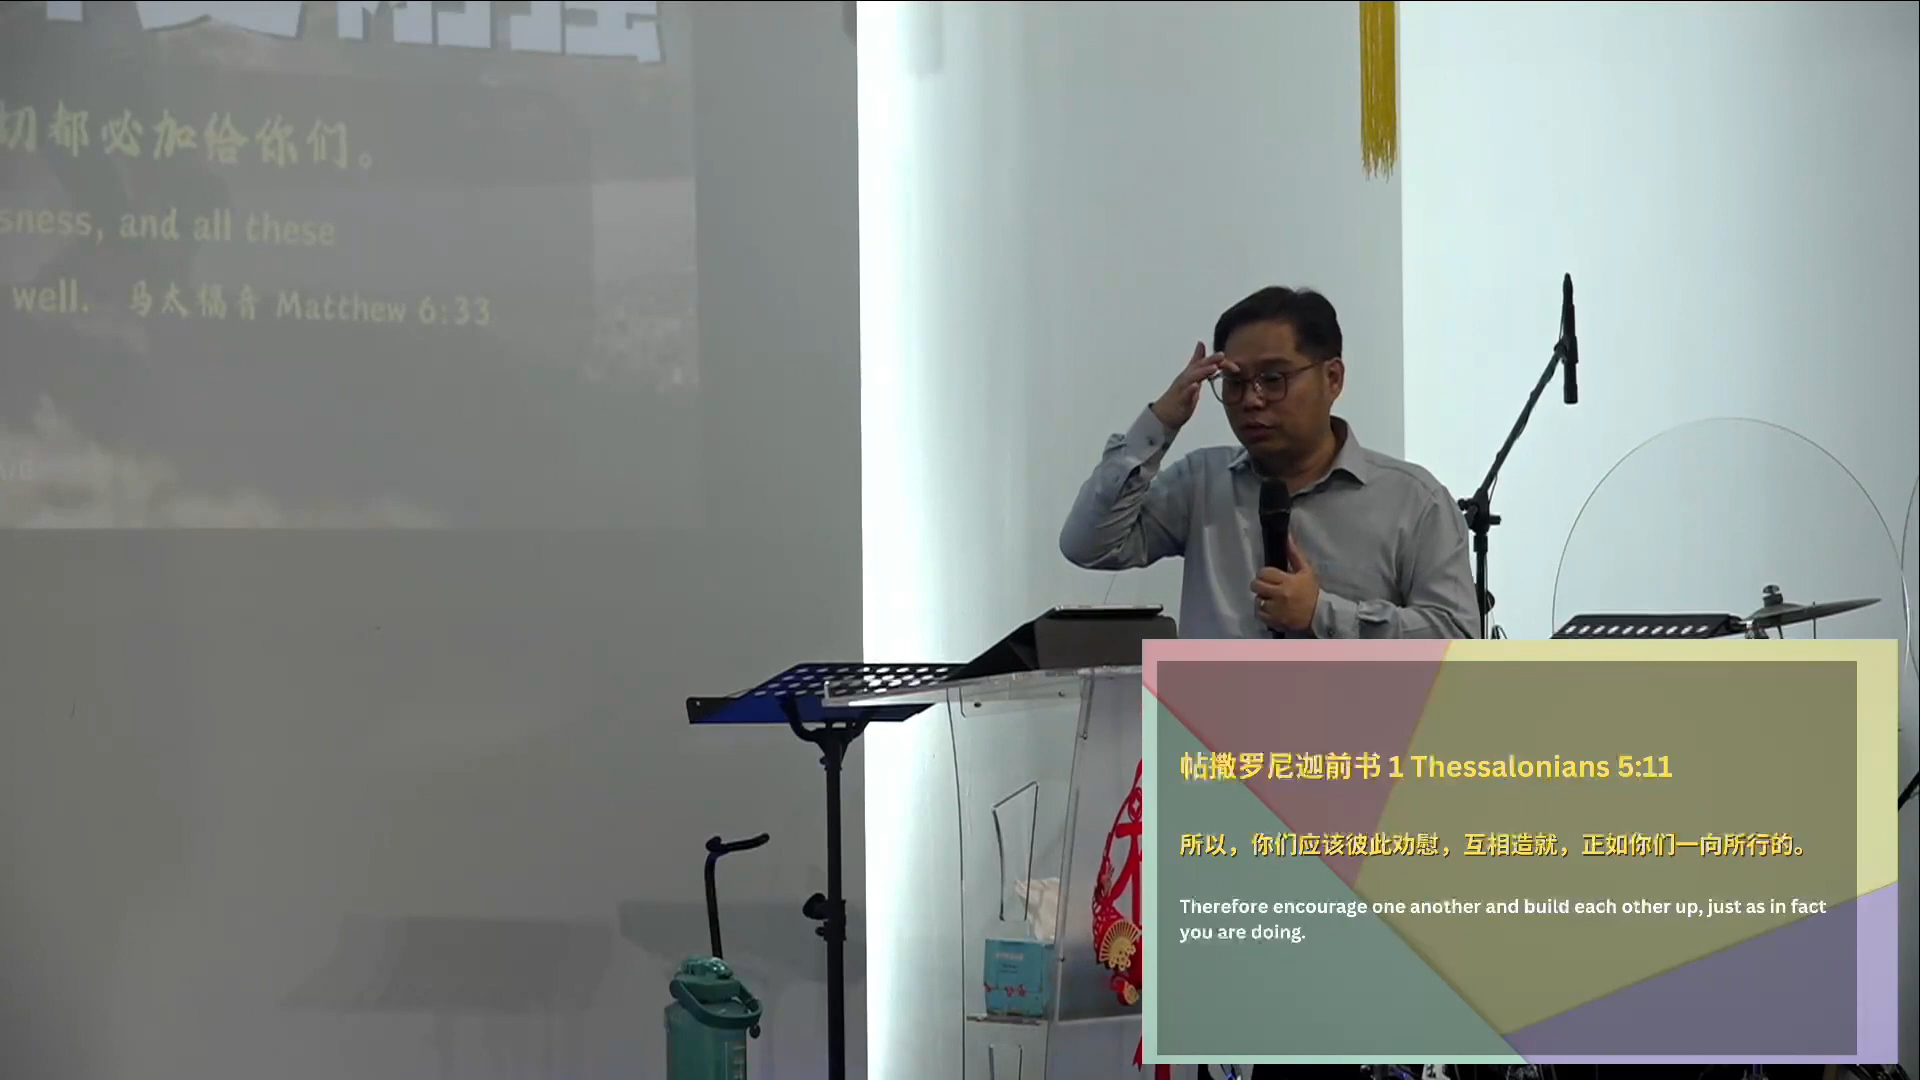 切都必加给你们。
sness, and all these
well. 马太福音 Matthew 6:33
帖撒罗尼迦前书 1 Thessalonians 5:11
所以，你们应该彼此劝慰，互相造就，正如你们一向所行的。
Therefore encourage one another and build each other up, just as in fact
you are doing.